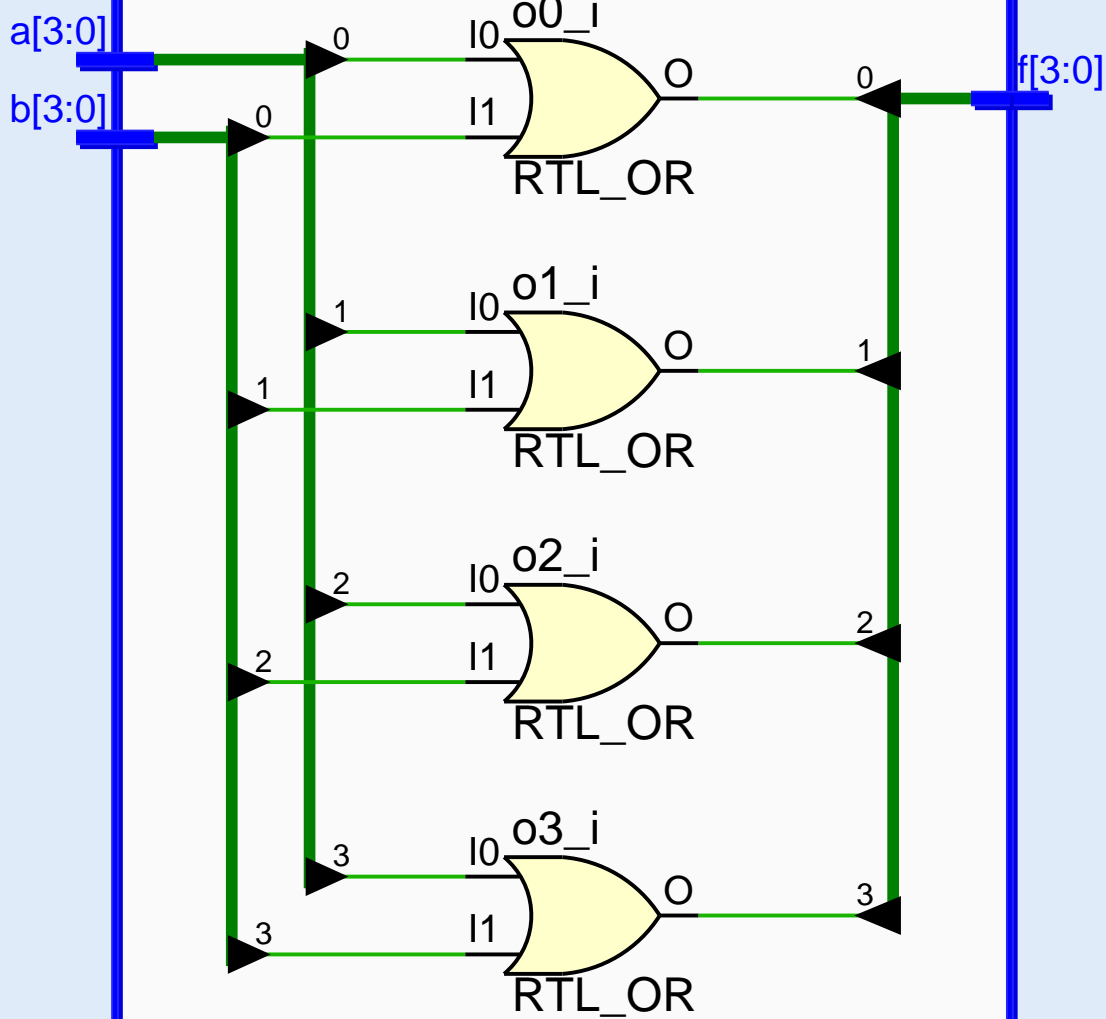 o0_i
a[3:0]
0
I0
O
0
f[3:0]
b[3:0]
0
I1
RTL_OR
o1_i
1
I0
O
1
1
I1
RTL_OR
o2_i
2
I0
O
2
2
I1
RTL_OR
o3_i
3
I0
O
3
3
I1
RTL_OR